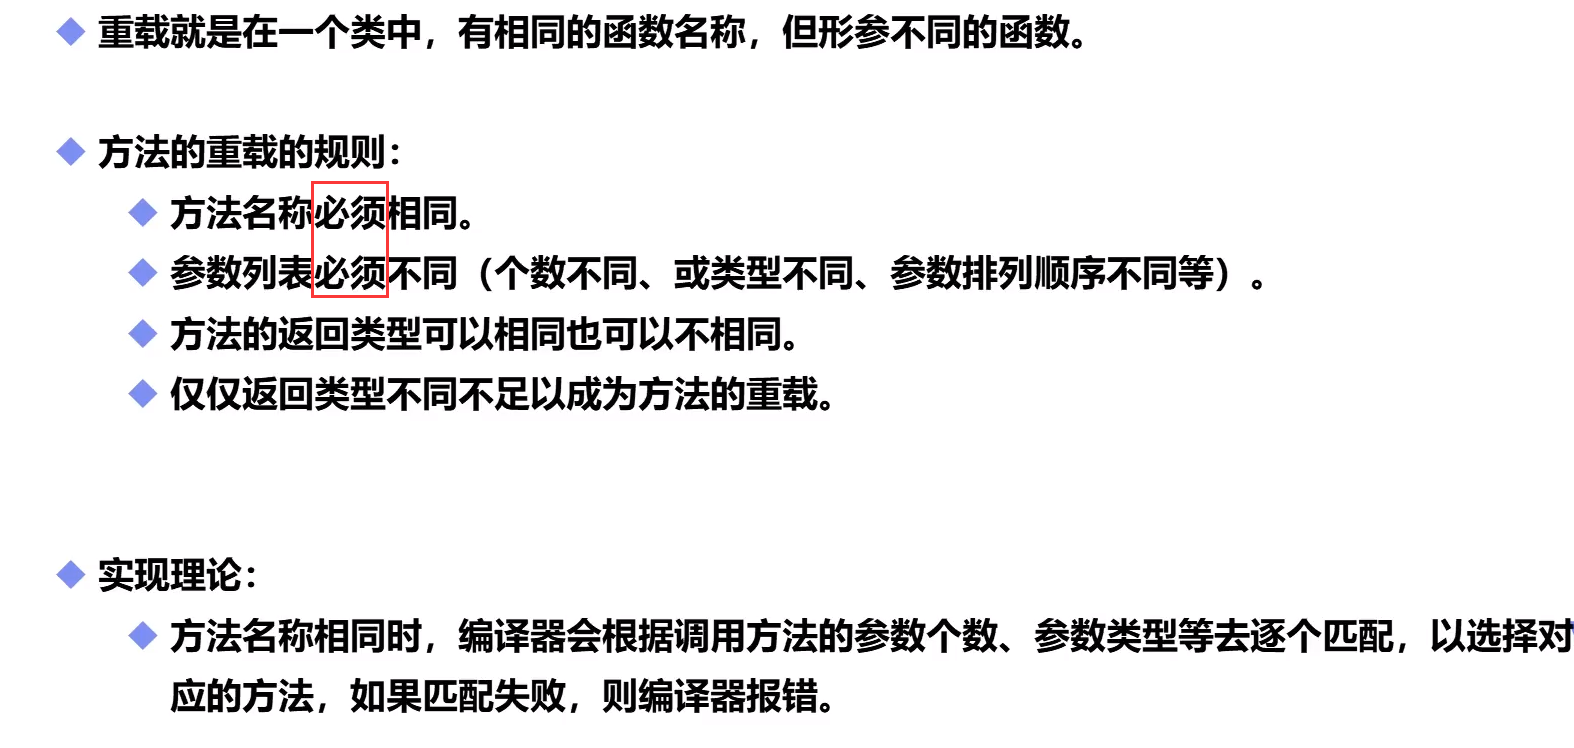 重载就是在一个类中，有相同的函数名称，但形参不同的函数。
方法的重载的规则：
方法名称必须相同。
参数列表必须不同（个数不同、或类型不同、参数排列顺序不同等）。
方法的返回类型可以相同也可以不相同。
仅仅返回类型不同不足以成为方法的重载。
实现理论：
方法名称相同时，编译器会根据调用方法的参数个数、参数类型等去逐个匹配，以选择对
应的方法，如果匹配失败，则编译器报错。